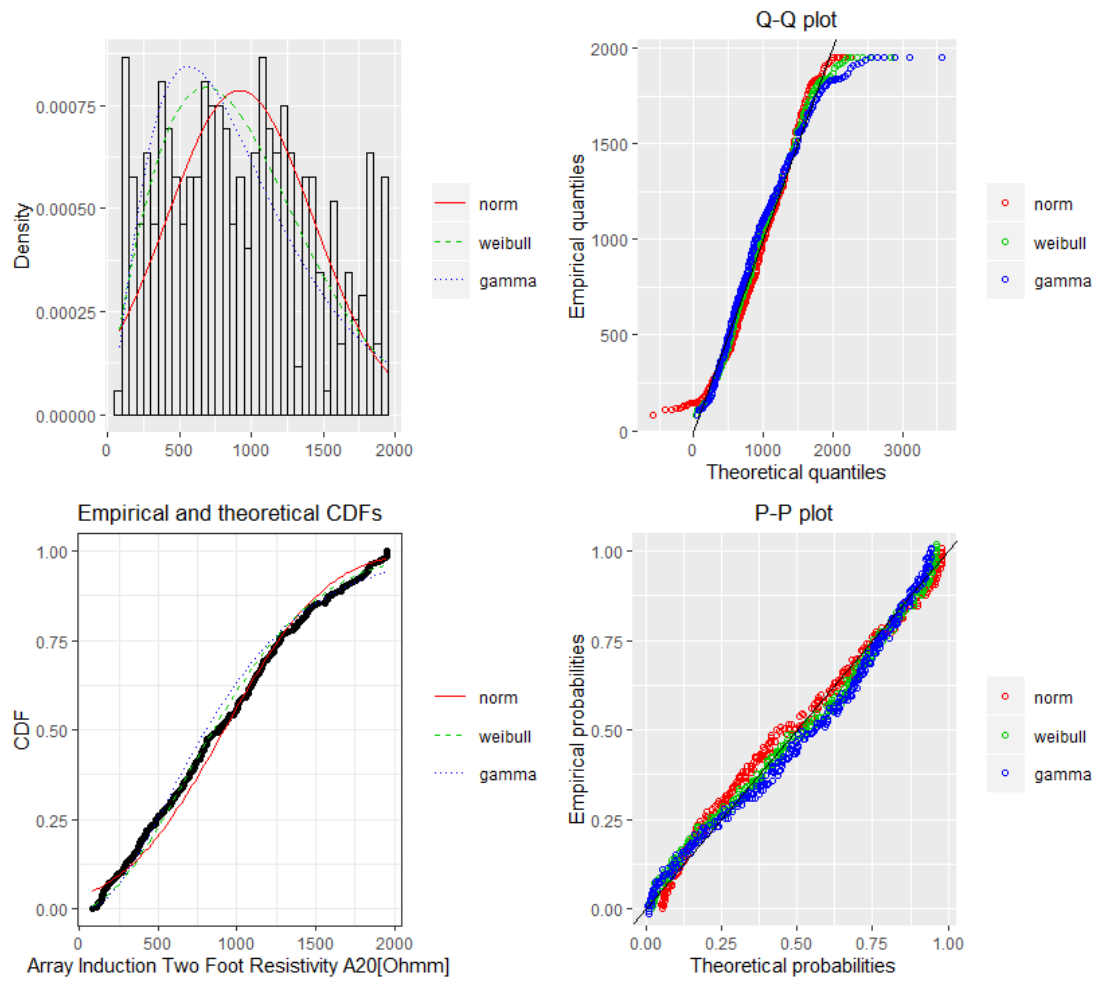 Density
0.00075
0.00050
0.00025
0.00000
0 500 1000 1500 2000
norm
weibull
gamma
Q-Q plot
Empirical quantiles
2000
1500
1000
500
0
0 1000 2000 3000
Theoretical quantiles
norm
weibull
gamma
Empirical and theoretical CDFs
CDF
1.00
0.75
0.50
0.25
0.00
0 500 1000 1500 2000
Array Induction Two Foot Resistivity A20[Ohmm]
norm
weibull
gamma
P-P plot
Empirical probabilities
1.00
0.75
0.50
0.25
0.00
0.00 0.25 0.50 0.75 1.00
Theoretical probabilities
norm
weibull
gamma